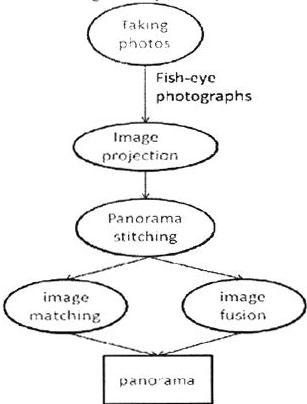 Taking
photos
Fish-eye
photographs
Image
projection
Panorama
stitching
image
matching
image
fusion
panorama